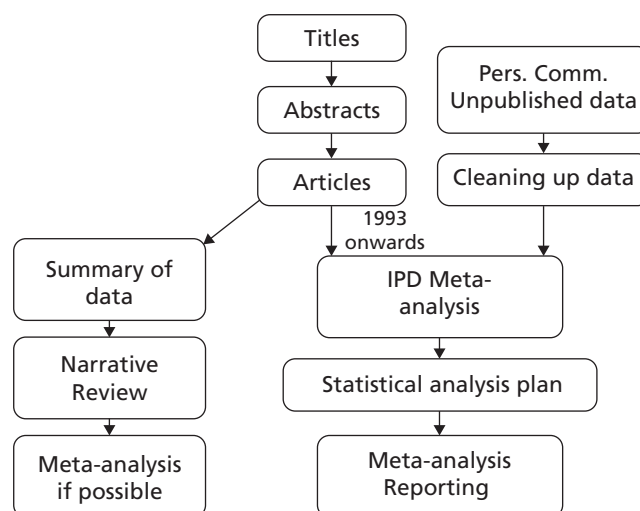 Titles
Abstracts
Articles
Pers. Comm.
Unpublished data
Cleaning up data
1993
onwards
Summary of
data
Narrative
Review
Meta-analysis
if possible
IPD Meta-
analysis
Statistical analysis plan
Meta-analysis
Reporting